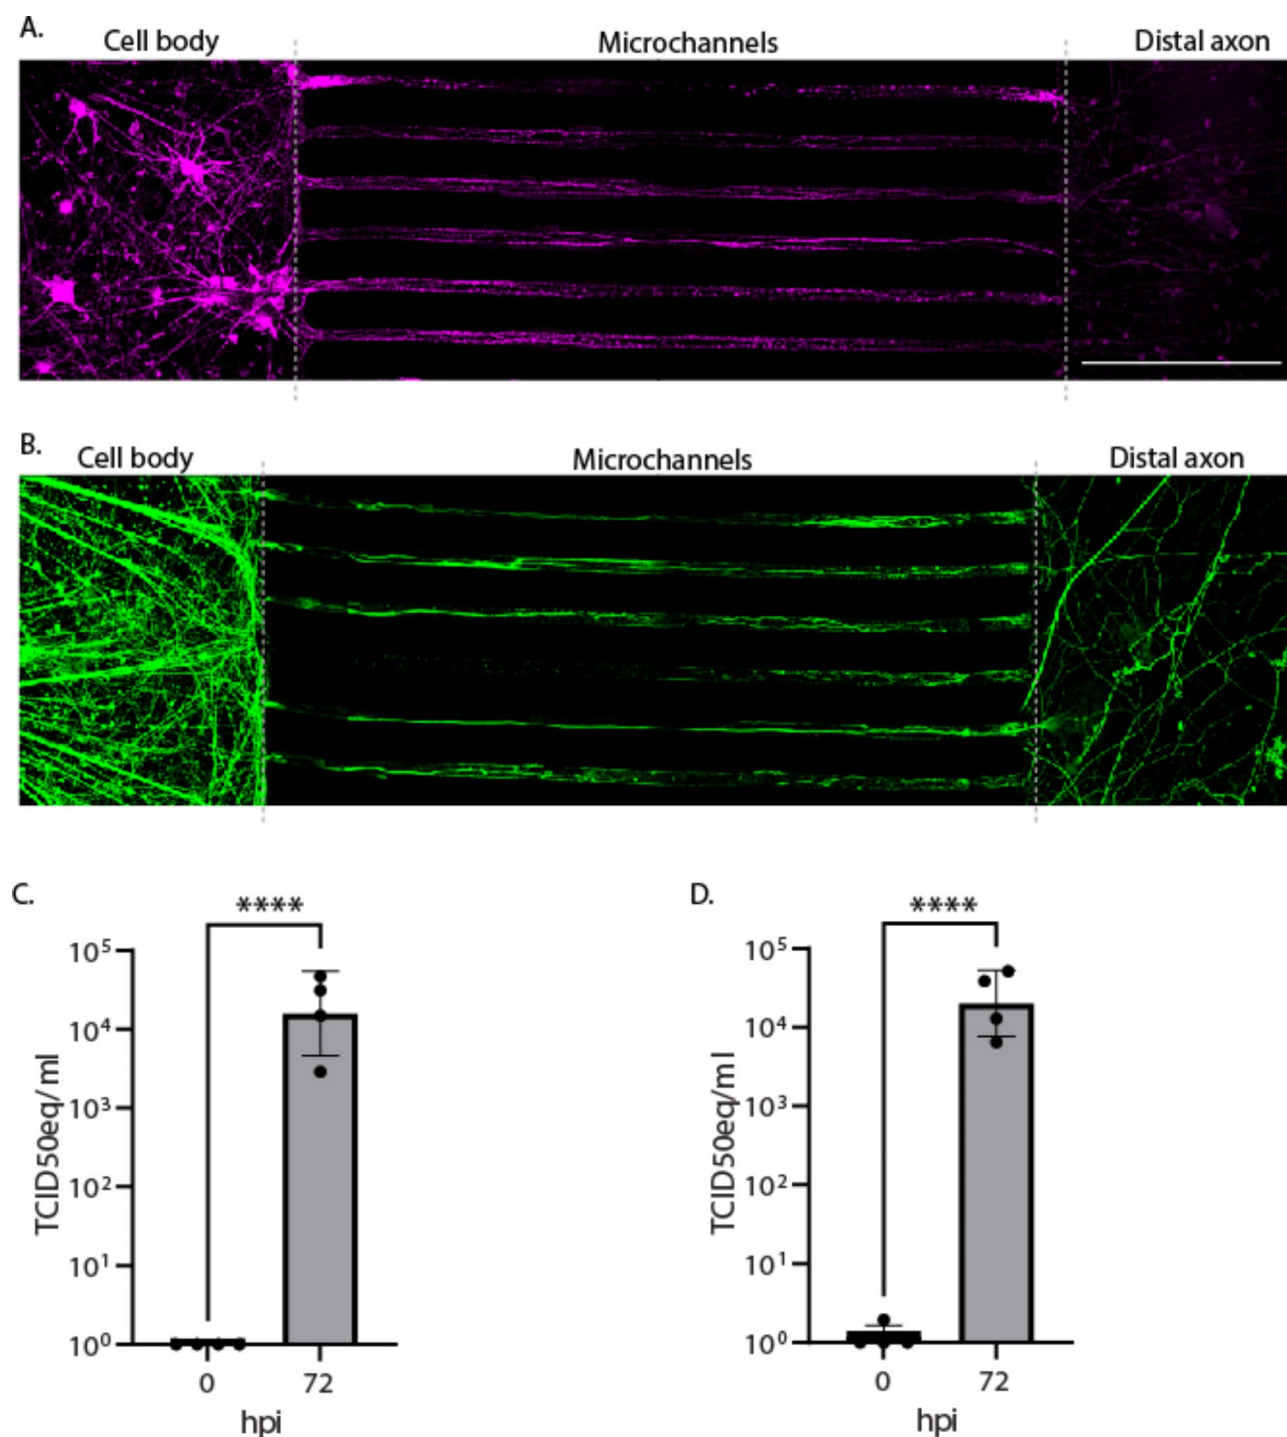 A.
Cell body Microchannels Distal axon
B.
Cell body Microchannels Distal axon
C.
****
TCID50eq/ml
10⁵
10⁴
10³
10²
10¹
10⁰
0 72
hpi
D.
****
TCID50eq/ml
10⁵
10⁴
10³
10²
10¹
10⁰
0 72
hpi